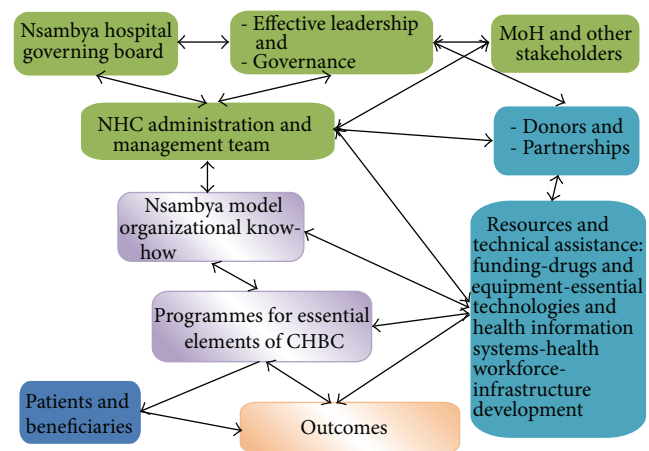 Nsambya hospital
governing board
- Effective leadership
and
- Governance
MoH and other
stakeholders
NHC administration and
management team
- Donors and
- Partnerships
Nsambya model
organizational know-
how
Resources and
technical assistance:
funding-drugs and
equipment-essential
technologies and
health information
systems-health
workforce-
infrastructure
development
Programmes for essential
elements of CHBC
Patients and
beneficiaries
Outcomes